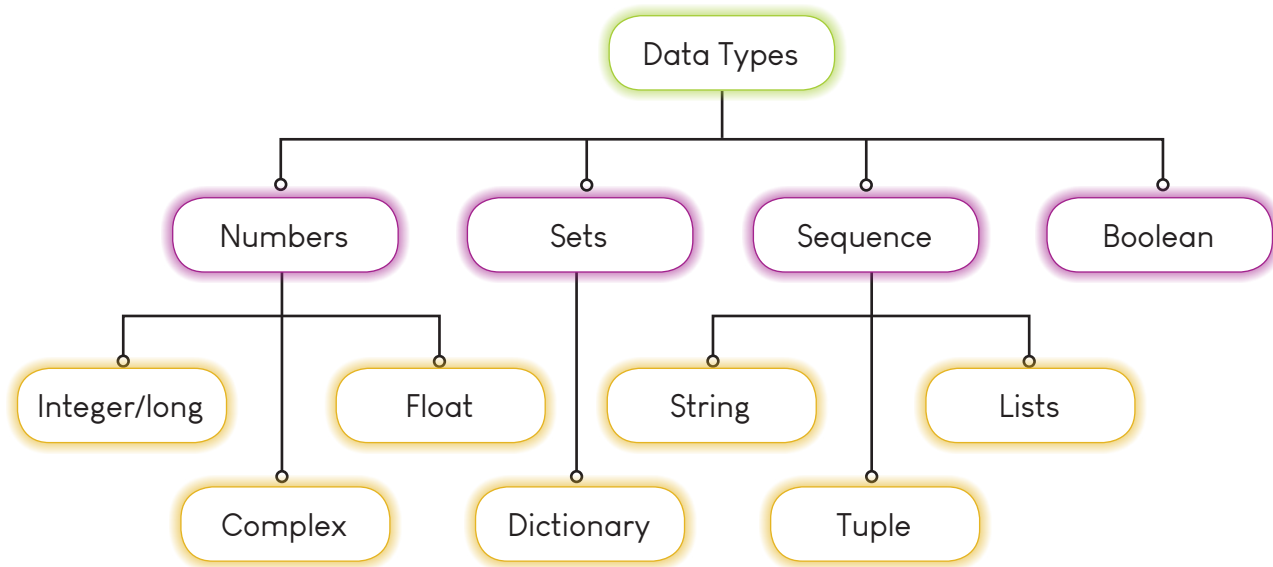 Data Types
Numbers
Sets
Sequence
Boolean
Integer/long
Float
String
Lists
Complex
Dictionary
Tuple